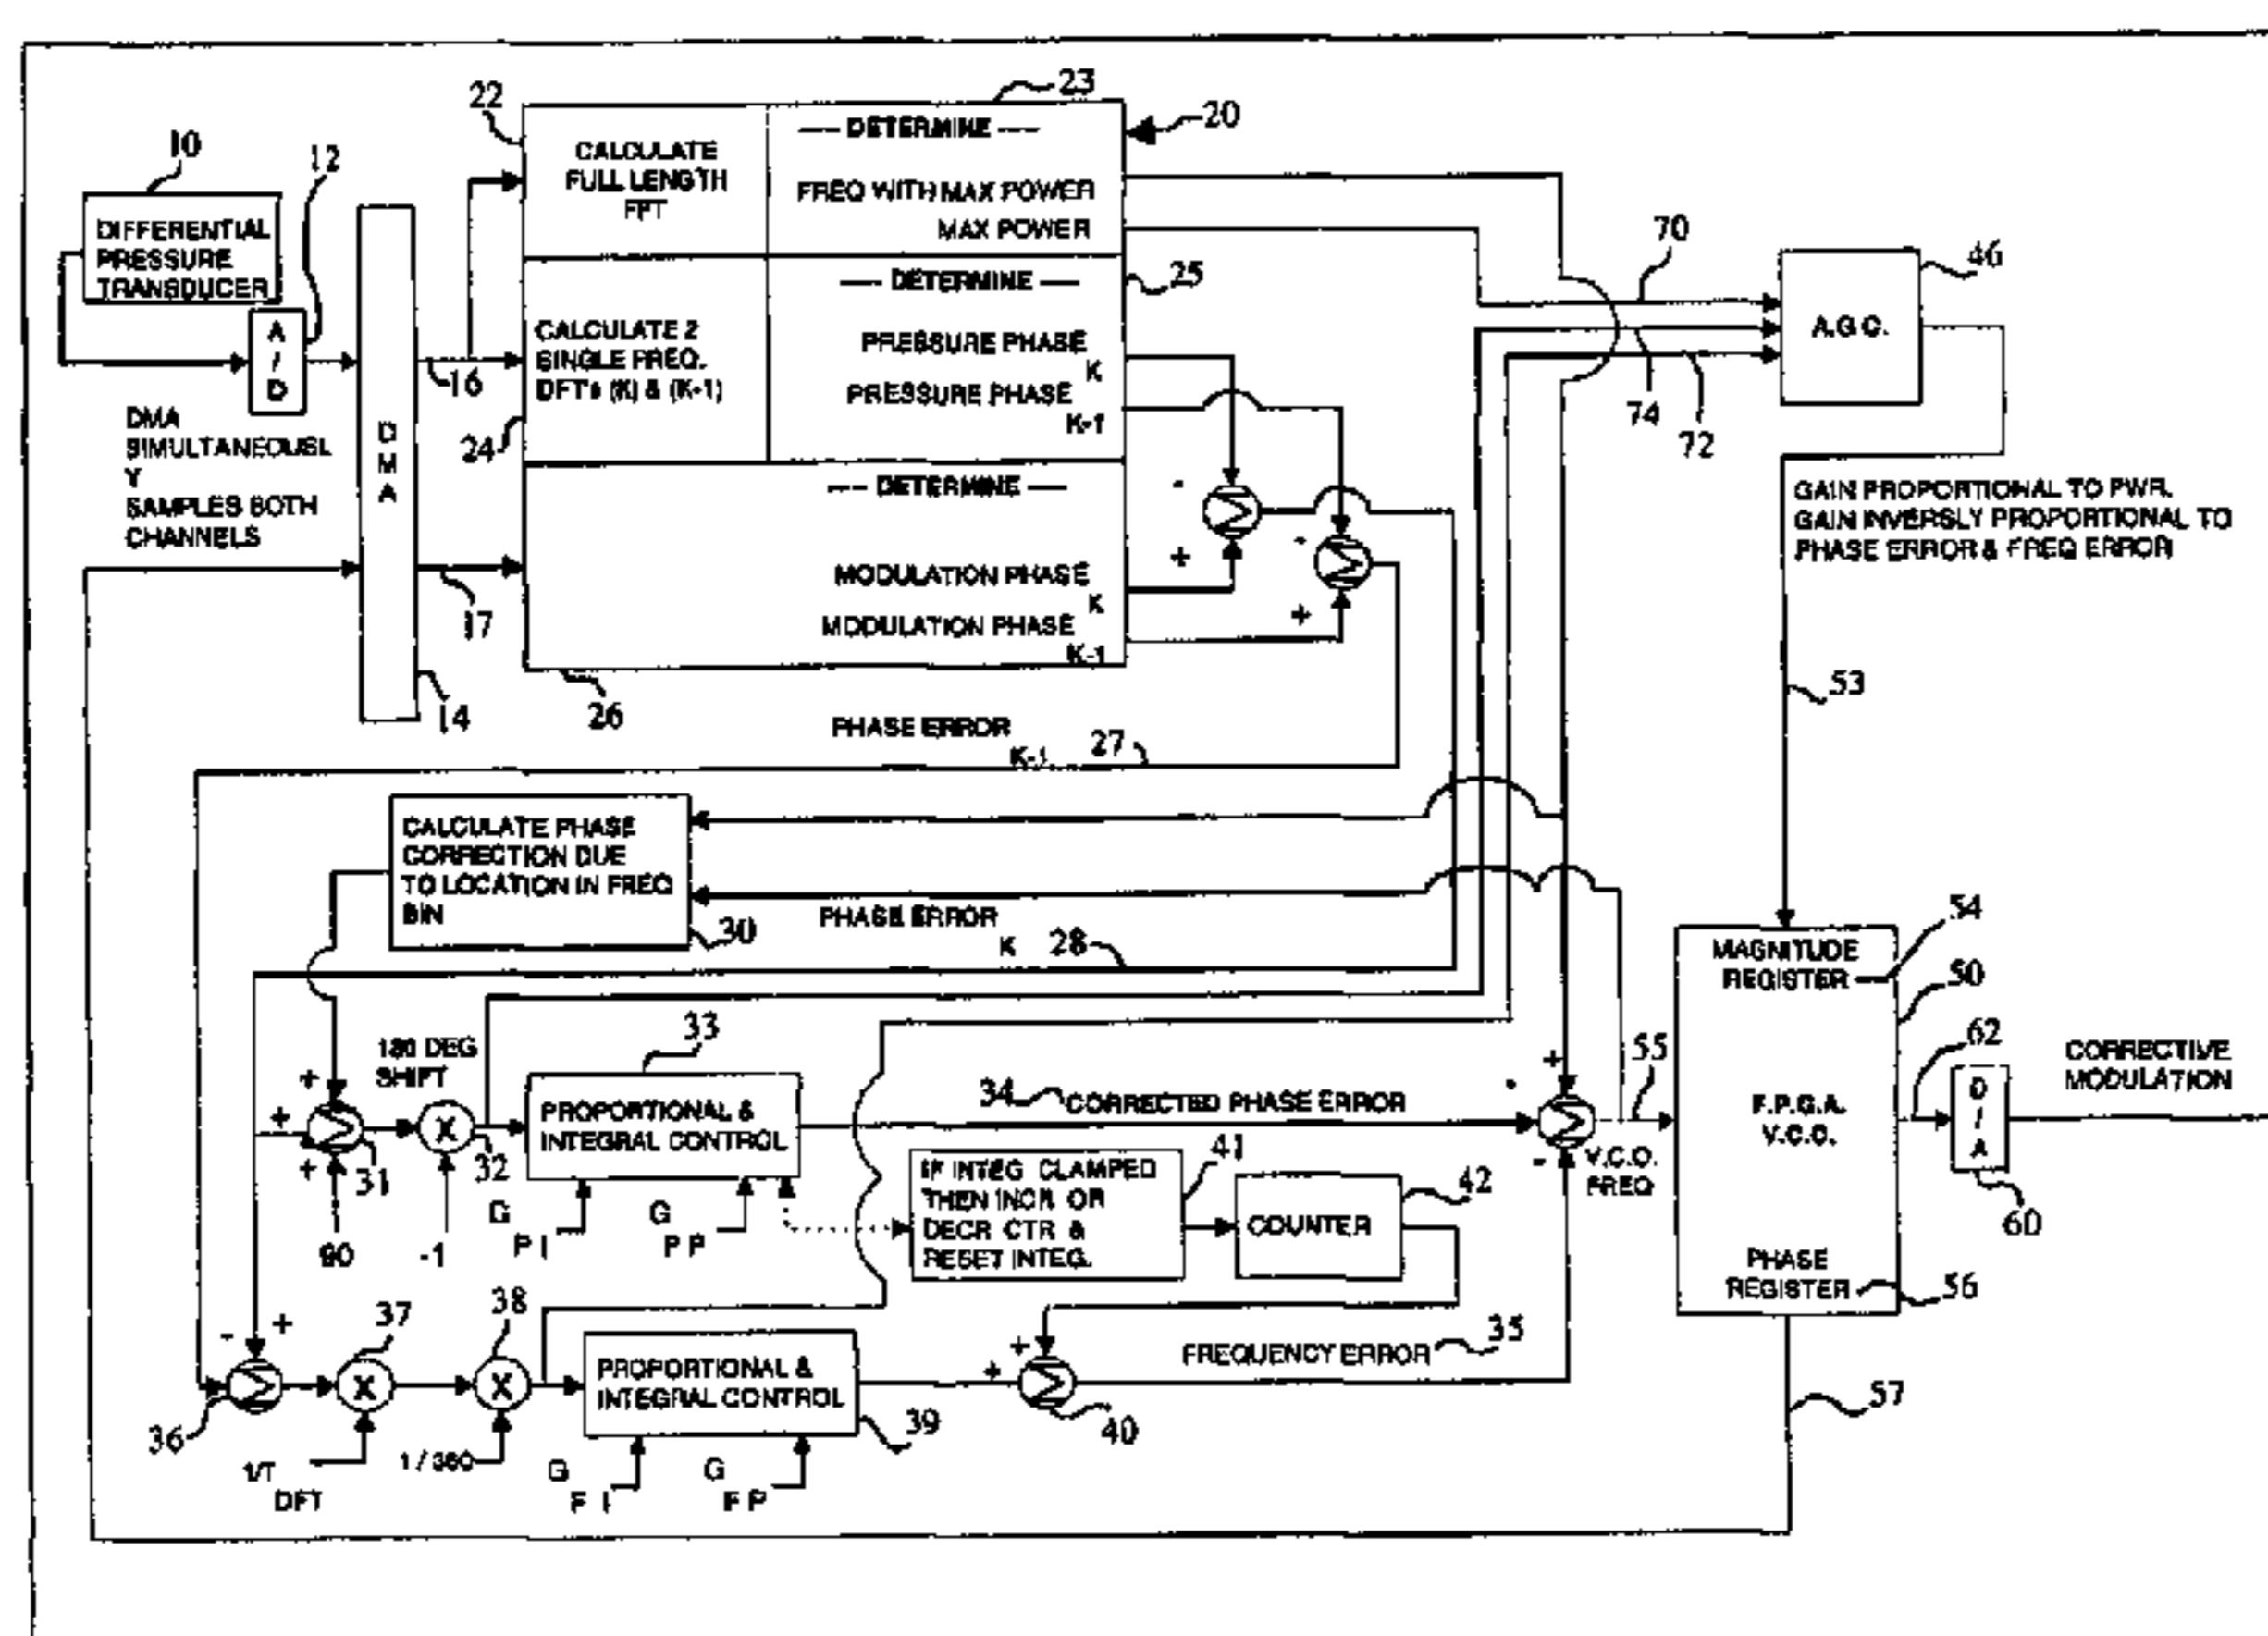 10
DIFFERENTIAL
PRESSURE
TRANSDUCER
12
A
/
D
DMA
SIMULTANEOUSL
Y
SAMPLES BOTH
CHANNELS
D
M
A
14
16
17
20
22
CALCULATE
FULL LENGTH
FFT
23
DETERMINE
FREQ WITH MAX POWER
MAX POWER
24
CALCULATE 2
SINGLE FREQ.
DFT's (K) & (K-1)
25
DETERMINE
PRESSURE PHASE
K
PRESSURE PHASE
K-1
DETERMINE
MODULATION PHASE
K
MODULATION PHASE
K-1
26
-
+
-
+
70
74
72
46
A.G.C.
GAIN PROPORTIONAL TO PWR.
GAIN INVERSLY PROPORTIONAL TO
PHASE ERROR & FREQ ERROR
53
PHASE ERROR
K-1
27
CALCULATE PHASE
CORRECTION DUE
TO LOCATION IN FREQ
BIN
30
PHASE ERROR
K
28
180 DEG
SHIFT
+
+
+
31
90
32
X
-1
33
PROPORTIONAL &
INTEGRAL CONTROL
G
P I
G
P P
34
CORRECTED PHASE ERROR
IF INTEG CLAMPED
THEN INCR OR
DECR CTR &
RESET INTEG.
41
COUNTER
42
+
-
-
55
V.C.O.
FREQ
MAGNITUDE
REGISTER
54
50
F.P.G.A.
V.C.O.
PHASE
REGISTER
56
57
62
D
/
A
60
CORRECTIVE
MODULATION
-
+
36
37
X
1/T
DFT
38
X
1 / 360
PROPORTIONAL &
INTEGRAL CONTROL
39
G
F I
G
F P
+
+
40
FREQUENCY ERROR
35